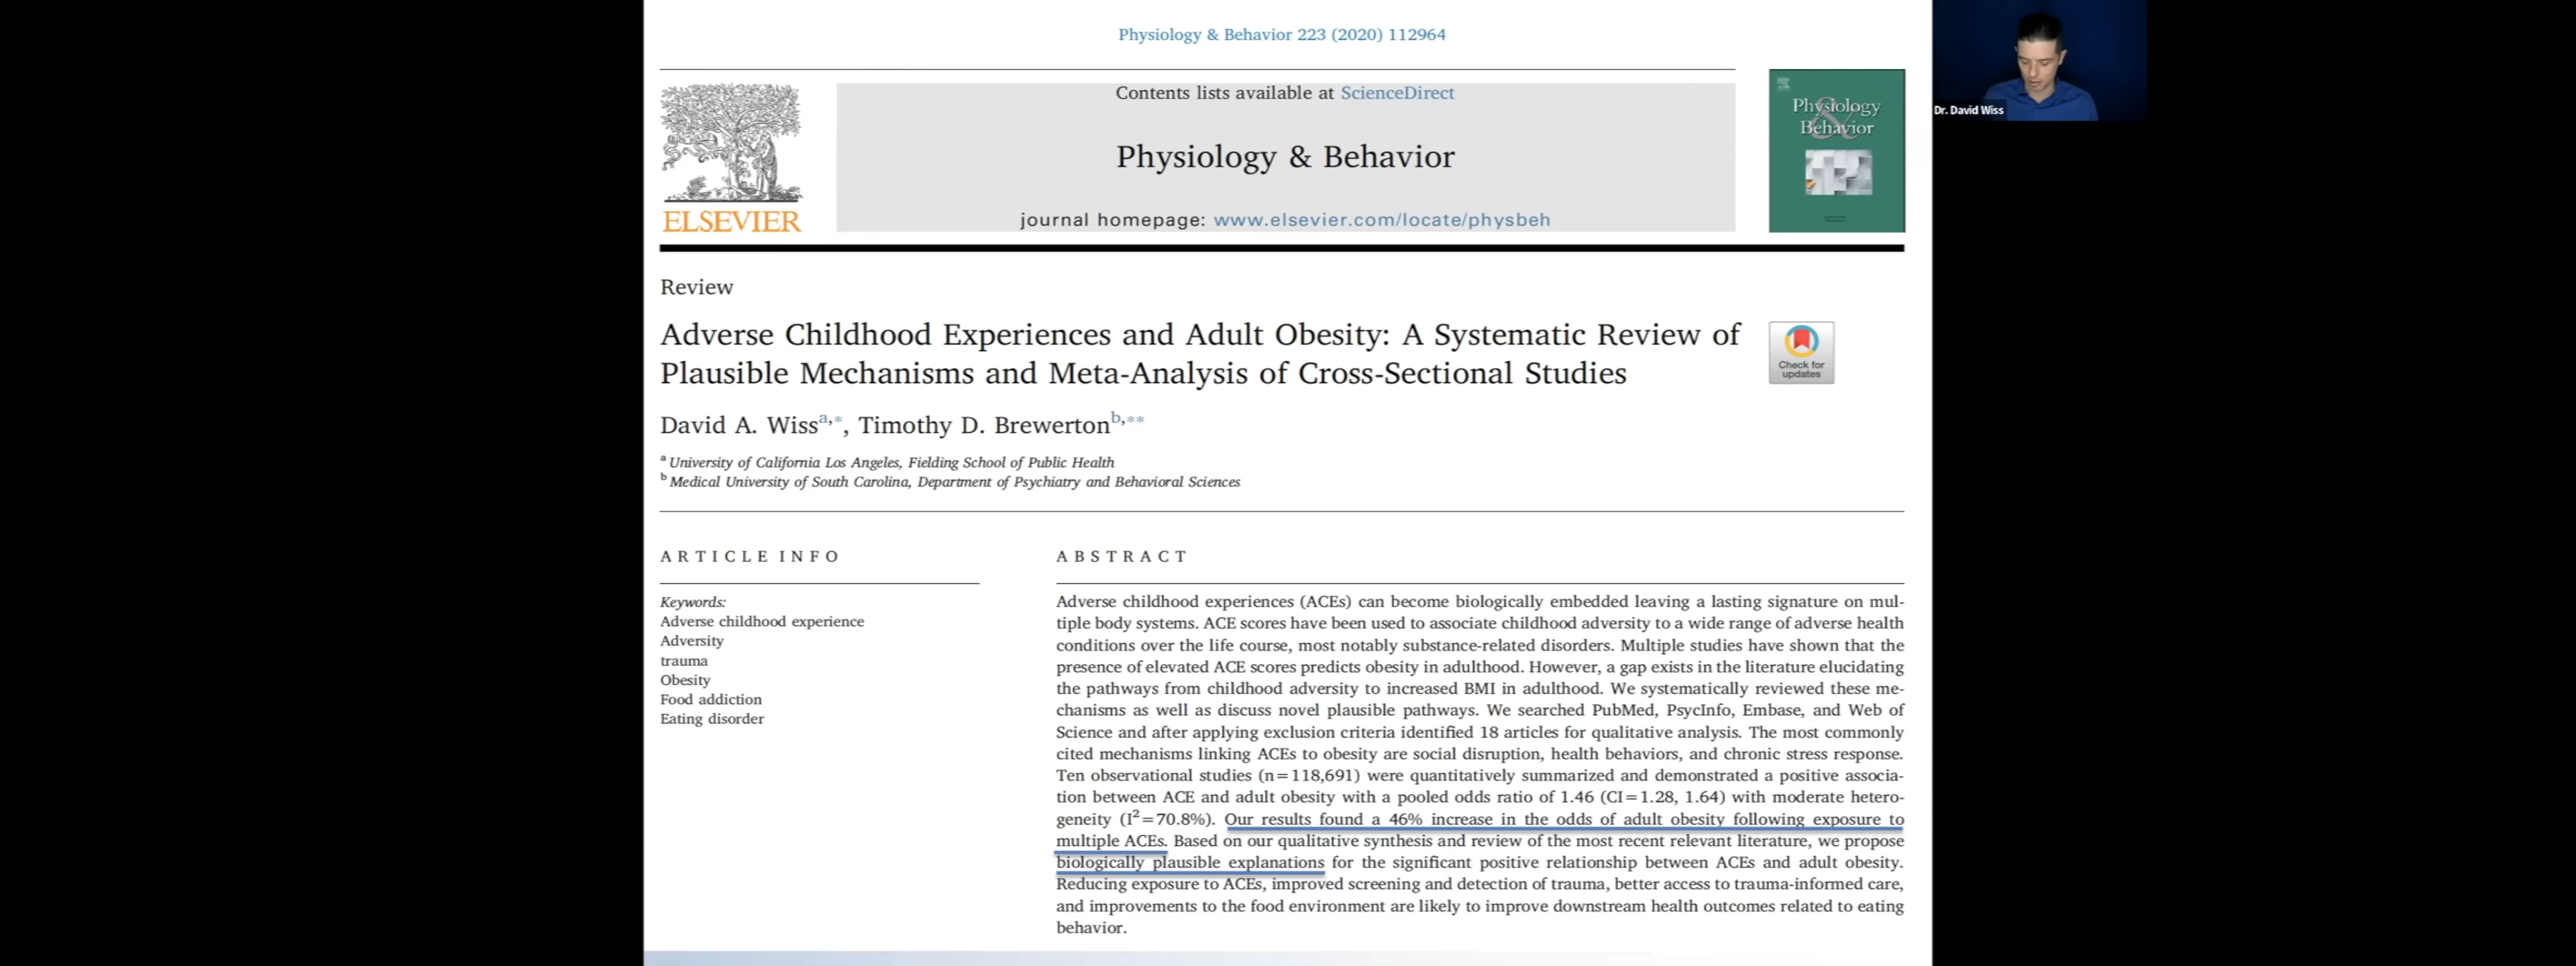 Physiology & Behavior 223 (2020) 112964
Contents lists available at ScienceDirect
Physiology & Behavior
journal homepage: www.elsevier.com/locate/physbeh
ELSEVIER
Physiology
&
Behavior
Dr. David Wiss
Review
Adverse Childhood Experiences and Adult Obesity: A Systematic Review of
Plausible Mechanisms and Meta-Analysis of Cross-Sectional Studies
Check for
updates
David A. Wiss a,*, Timothy D. Brewerton b,**
a University of California Los Angeles, Fielding School of Public Health
b Medical University of South Carolina, Department of Psychiatry and Behavioral Sciences
ARTICLE INFO
Keywords:
Adverse childhood experience
Adversity
trauma
Obesity
Food addiction
Eating disorder
ABSTRACT
Adverse childhood experiences (ACEs) can become biologically embedded leaving a lasting signature on mul-
tiple body systems. ACE scores have been used to associate childhood adversity to a wide range of adverse health
conditions over the life course, most notably substance-related disorders. Multiple studies have shown that the
presence of elevated ACE scores predicts obesity in adulthood. However, a gap exists in the literature elucidating
the pathways from childhood adversity to increased BMI in adulthood. We systematically reviewed these me-
chanisms as well as discuss novel plausible pathways. We searched PubMed, PsycInfo, Embase, and Web of
Science and after applying exclusion criteria identified 18 articles for qualitative analysis. The most commonly
cited mechanisms linking ACEs to obesity are social disruption, health behaviors, and chronic stress response.
Ten observational studies (n=118,691) were quantitatively summarized and demonstrated a positive associa-
tion between ACE and adult obesity with a pooled odds ratio of 1.46 (CI=1.28, 1.64) with moderate hetero-
geneity (I²=70.8%). Our results found a 46% increase in the odds of adult obesity following exposure to
multiple ACEs. Based on our qualitative synthesis and review of the most recent relevant literature, we propose
biologically plausible explanations for the significant positive relationship between ACEs and adult obesity.
Reducing exposure to ACEs, improved screening and detection of trauma, better access to trauma-informed care,
and improvements to the food environment are likely to improve downstream health outcomes related to eating
behavior.